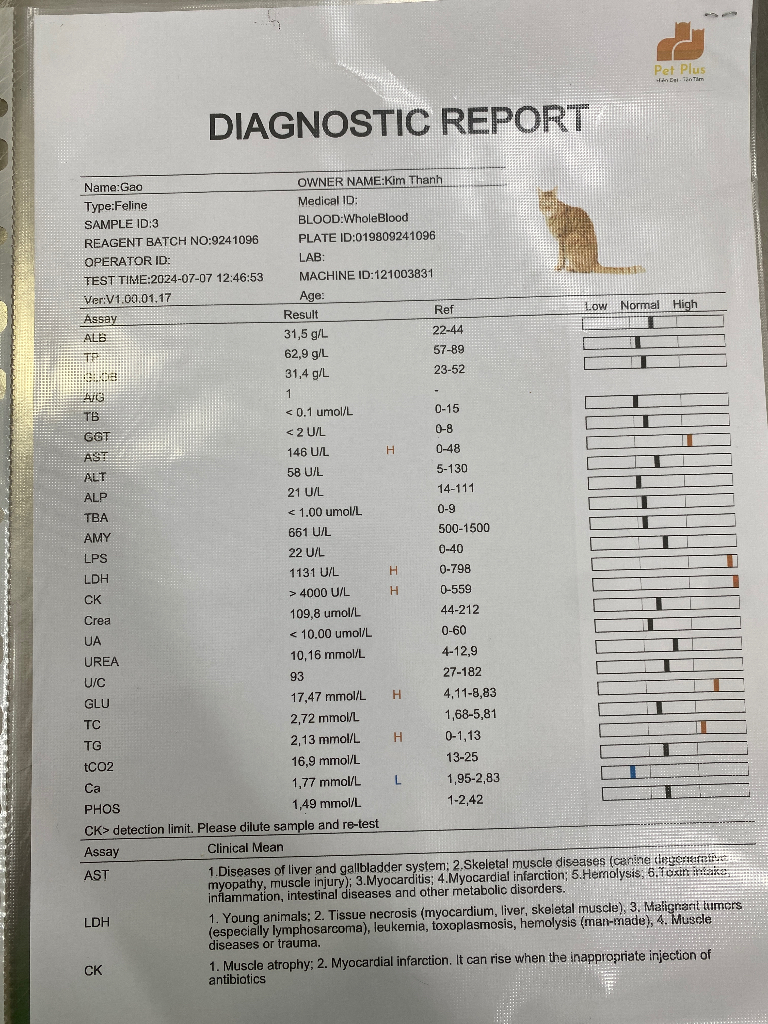 Pet Plus
Hiện Đại - Tận Tâm
DIAGNOSTIC REPORT
Name:Gao OWNER NAME:Kim Thanh
Type:Feline Medical ID:
SAMPLE ID:3 BLOOD:WholeBlood
REAGENT BATCH NO:9241096 PLATE ID:019809241096
OPERATOR ID: LAB:
TEST TIME:2024-07-07 12:46:53 MACHINE ID:121003831
Ver:V1.00.01.17 Age:
Assay Result Ref Low Normal High
ALB 31,5 g/L 22-44
TP 62,9 g/L 57-89
GLOB 31,4 g/L 23-52
A/G 1 -
TB < 0.1 umol/L 0-15
GGT < 2 U/L 0-8
AST 146 U/L H 0-48
ALT 58 U/L 5-130
ALP 21 U/L 14-111
TBA < 1.00 umol/L 0-9
AMY 661 U/L 500-1500
LPS 22 U/L 0-40
LDH 1131 U/L H 0-798
CK > 4000 U/L H 0-559
Crea 109,8 umol/L 44-212
UA < 10.00 umol/L 0-60
UREA 10,16 mmol/L 4-12,9
U/C 93 27-182
GLU 17,47 mmol/L H 4,11-8,83
TC 2,72 mmol/L 1,68-5,81
TG 2,13 mmol/L H 0-1,13
tCO2 16,9 mmol/L 13-25
Ca 1,77 mmol/L L 1,95-2,83
PHOS 1,49 mmol/L 1-2,42
CK> detection limit. Please dilute sample and re-test
Assay Clinical Mean
AST 1.Diseases of liver and gallbladder system; 2.Skeletal muscle diseases (canine degenerative
myopathy, muscle injury); 3.Myocarditis; 4.Myocardial infarction; 5.Hemolysis; 6.Toxin intake,
inflammation, intestinal diseases and other metabolic disorders.
LDH 1. Young animals; 2. Tissue necrosis (myocardium, liver, skeletal muscle), 3. Malignant tumors
(especially lymphosarcoma), leukemia, toxoplasmosis, hemolysis (man-made), 4. Muscle
diseases or trauma.
CK 1. Muscle atrophy; 2. Myocardial infarction. It can rise when the inappropriate injection of
antibiotics